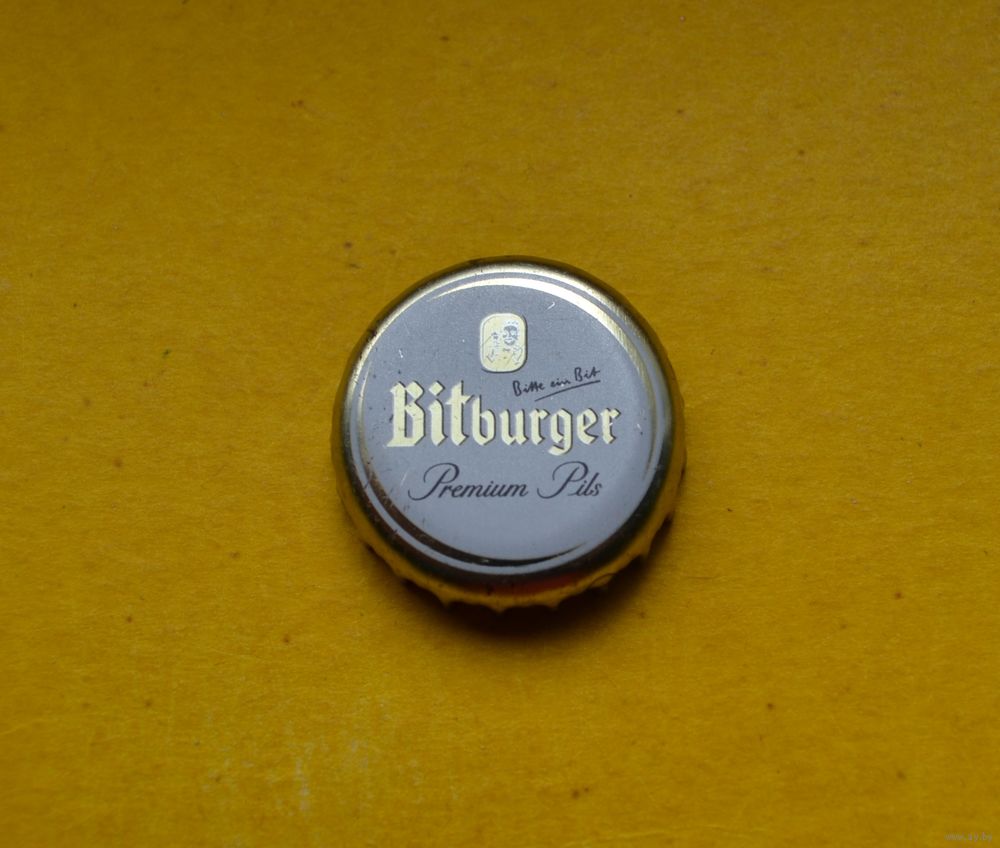 Bitte ein Bit
Bitburger
Premium Pils